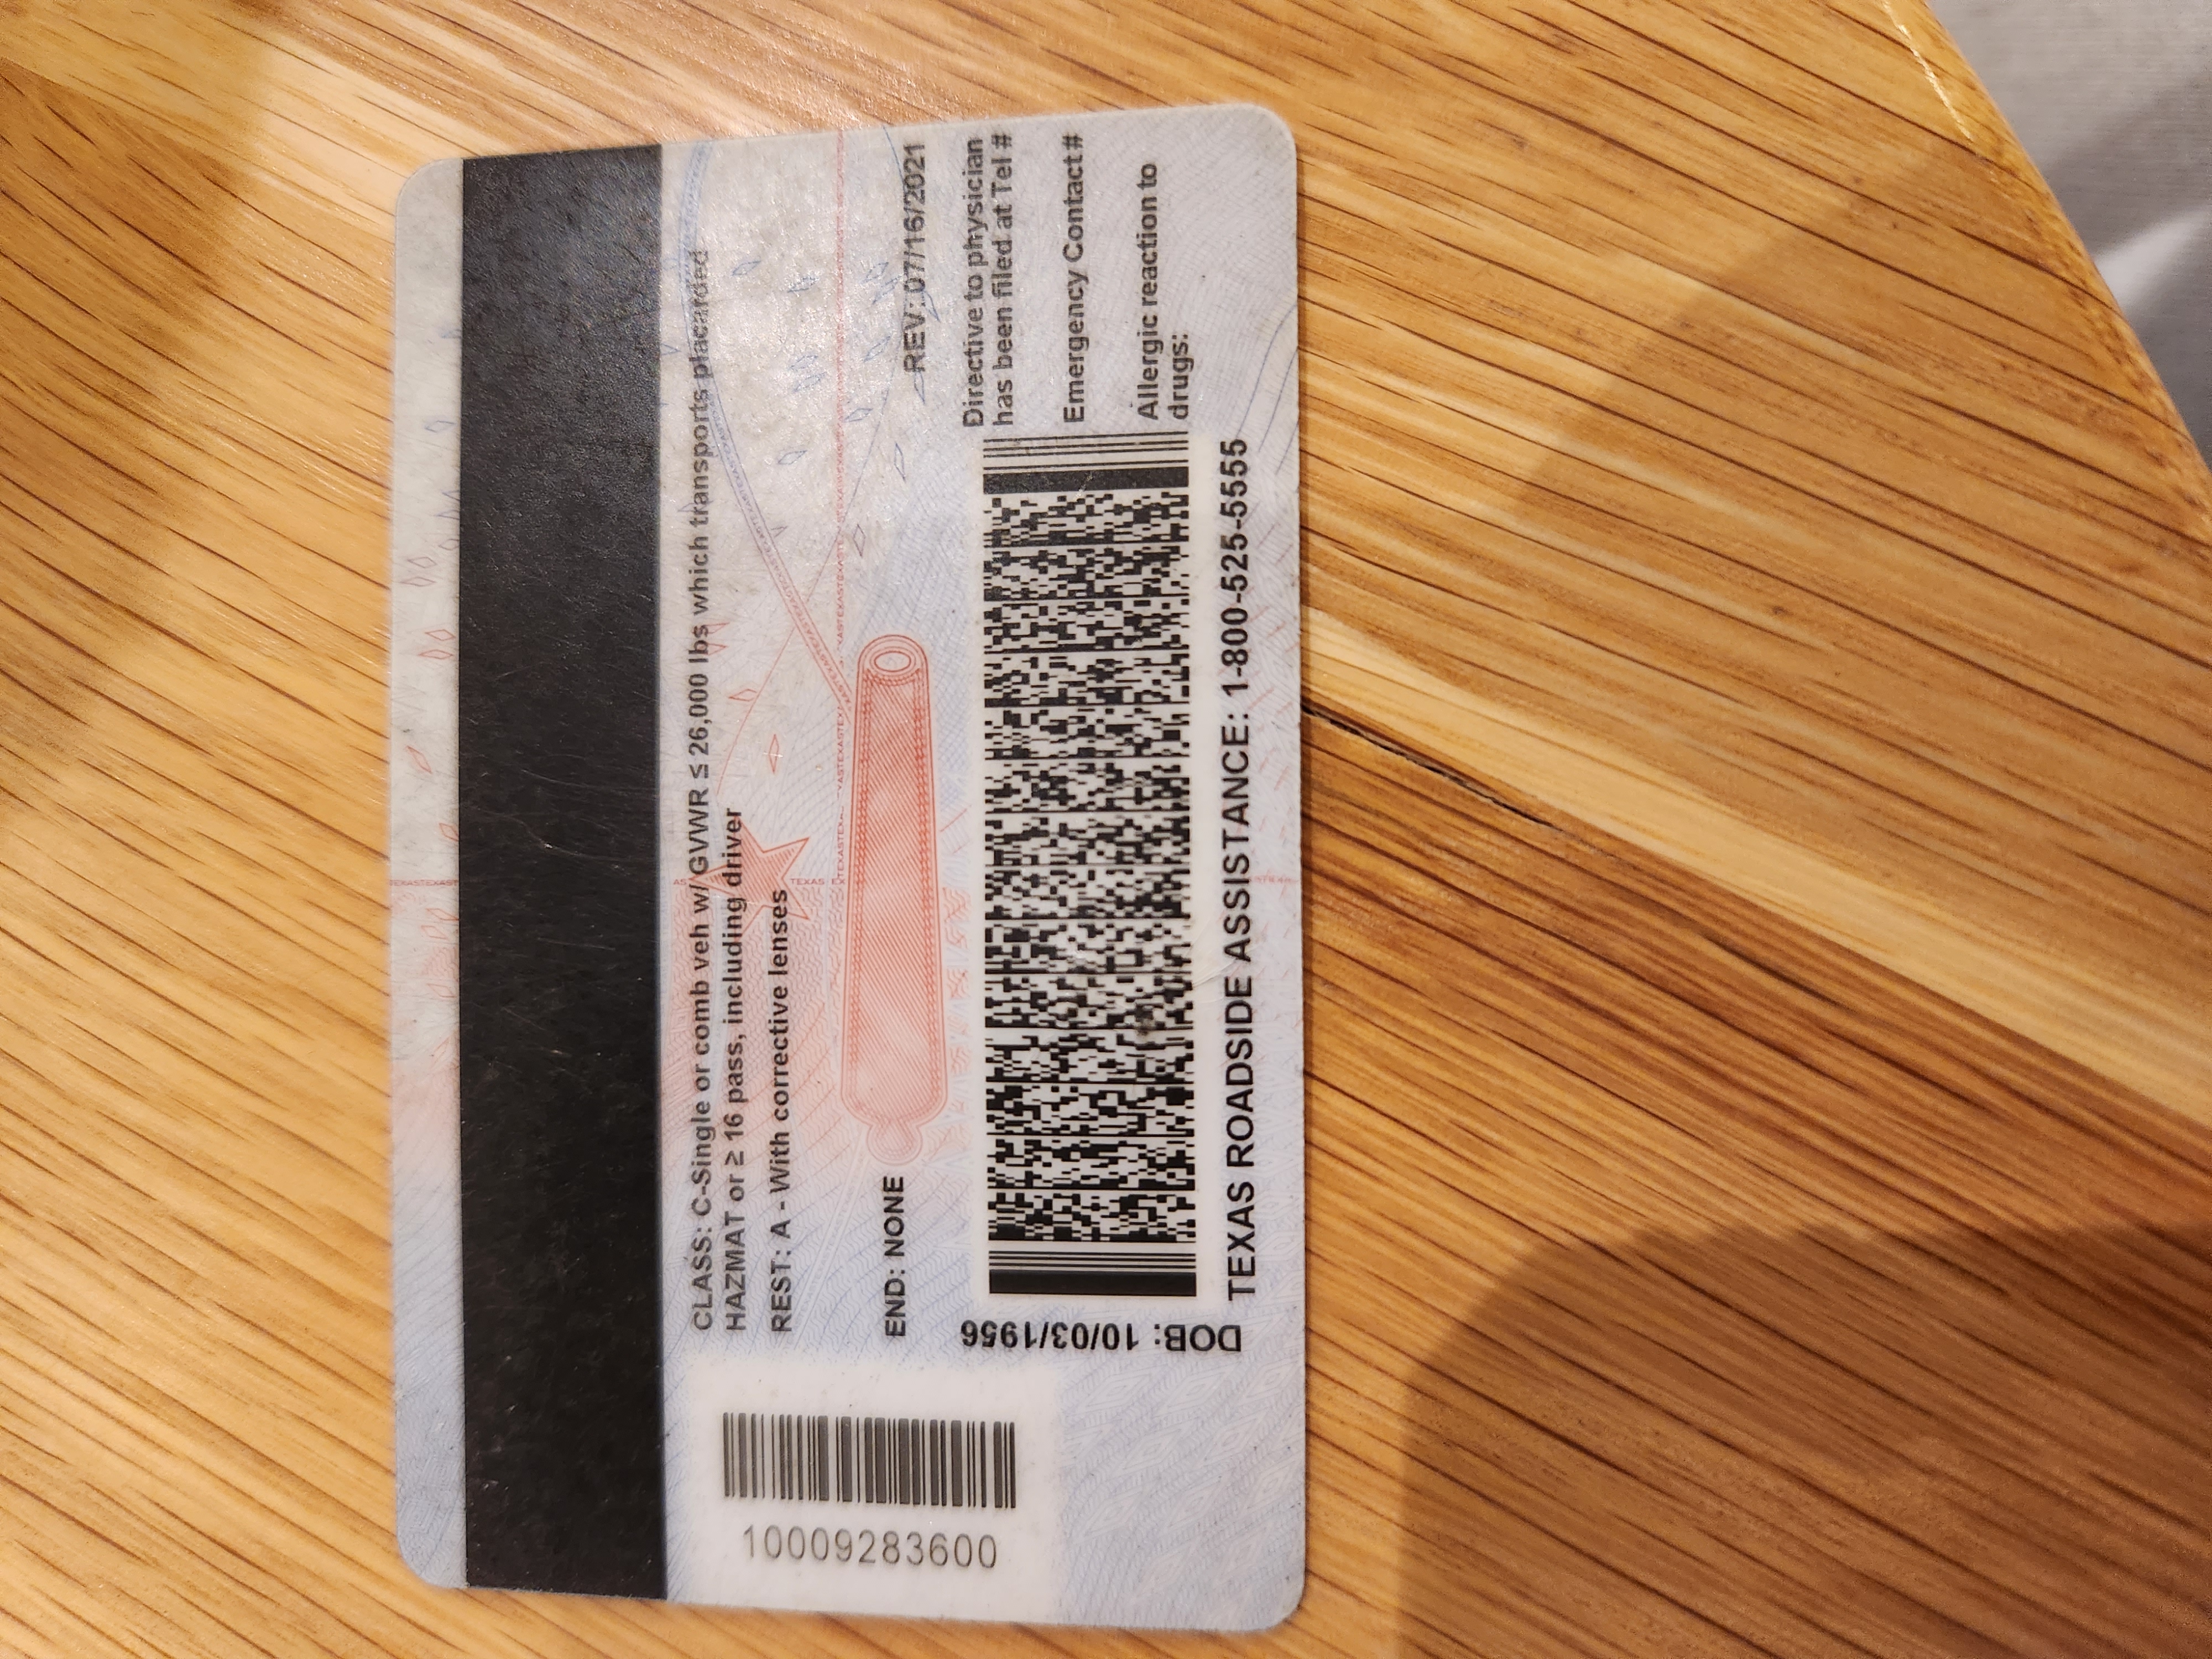 CLASS: C-Single or comb veh w/ GVWR ≤ 26,000 lbs which transports placarded
HAZMAT or ≥ 16 pass, including driver
REST: A - With corrective lenses
END: NONE
REV: 07/16/2021
10009283600
DOB: 10/03/1956
Directive to physician
has been filed at Tel #
Emergency Contact #
Allergic reaction to
drugs:
TEXAS ROADSIDE ASSISTANCE: 1-800-525-5555